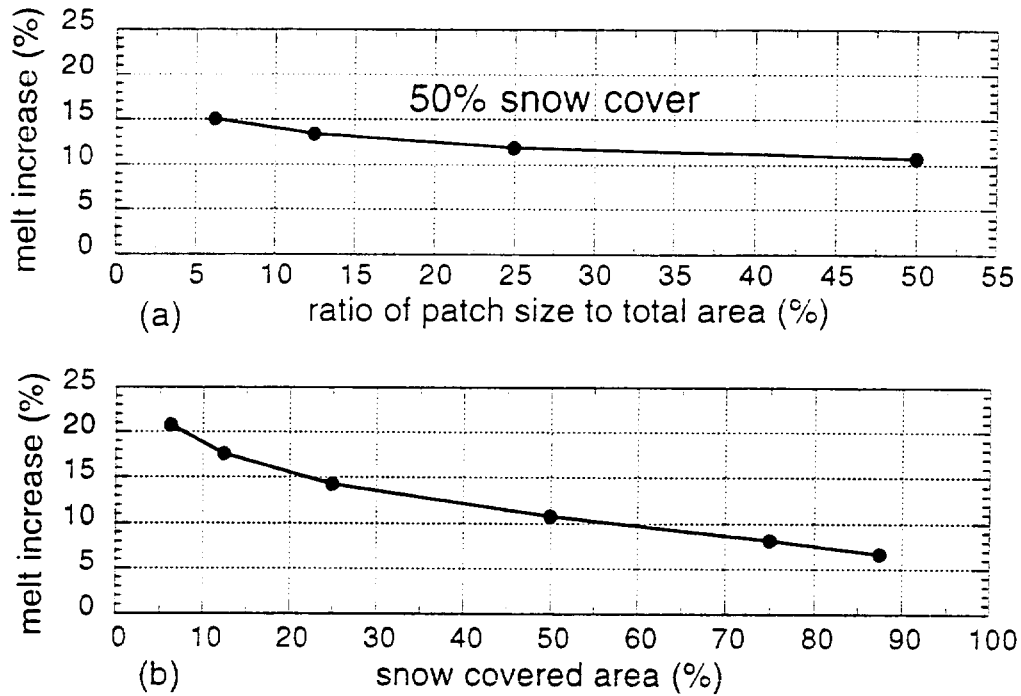 melt increase (%)
25
20
15
10
5
0
50% snow cover
0 5 10 15 20 25 30 35 40 45 50 55
(a) ratio of patch size to total area (%)
melt increase (%)
25
20
15
10
5
0
0 10 20 30 40 50 60 70 80 90 100
(b) snow covered area (%)